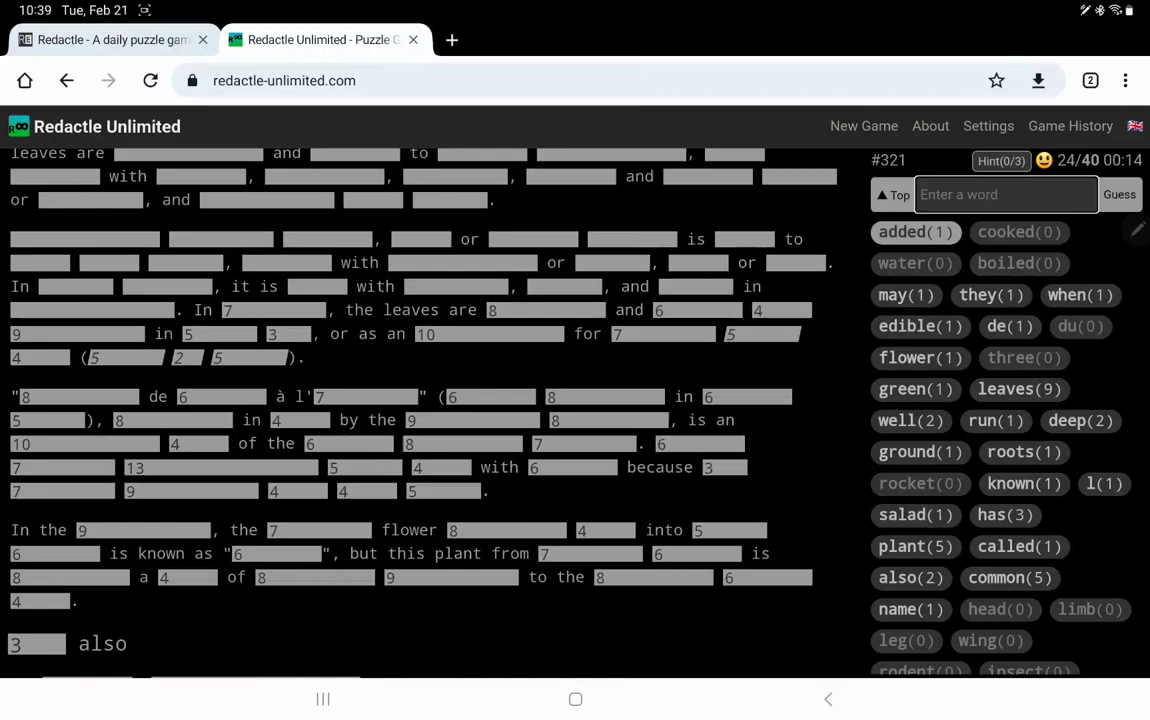 10:39 Tue, Feb 21
Redactle - A daily puzzle gam
Redactle Unlimited - Puzzle G
redactle-unlimited.com
Redactle Unlimited
New Game About Settings Game History
leaves are and to ,
with , , , and
or , and .
, or is to
, with or , or .
In , it is with , , and in
. In 7 , the leaves are 8 and 6 4
9 in 5 3 , or as an 10 for 7 5
4 (5 2 5 ).
"8 de 6 à l'7 " (6 8 in 6
5 ), 8 in 4 by the 9 8 , is an
10 4 of the 6 8 7 . 6
7 13 5 4 with 6 because 3
7 9 4 4 5 .
In the 9 , the 7 flower 8 4 into 5
6 is known as "6 ", but this plant from 7 6 is
8 a 4 of 8 9 to the 8 6
4 .
3 also
#321 Hint(0/3) 24/40 00:14
▲ Top Enter a word Guess
added(1) cooked(0)
water(0) boiled(0)
may(1) they(1) when(1)
edible(1) de(1) du(0)
flower(1) three(0)
green(1) leaves(9)
well(2) run(1) deep(2)
ground(1) roots(1)
rocket(0) known(1) l(1)
salad(1) has(3)
plant(5) called(1)
also(2) common(5)
name(1) head(0) limb(0)
leg(0) wing(0)
rodent(0) insect(0)